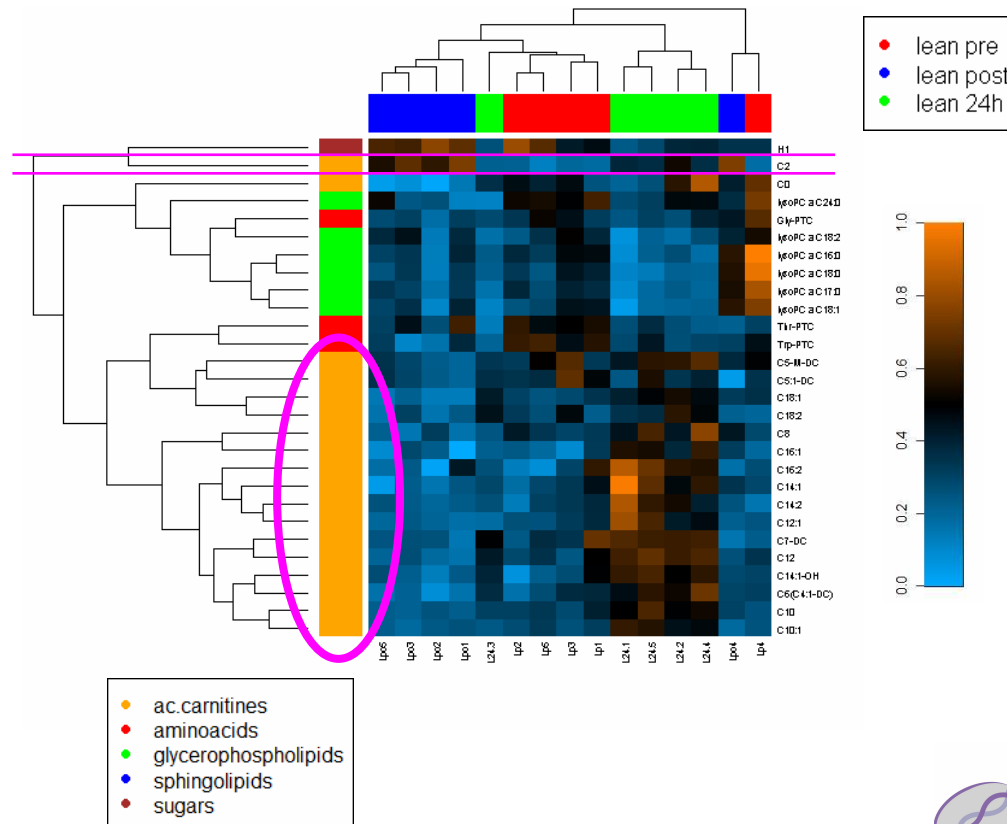 lean pre
lean post
lean 24h
H1
C2
C0
lysoPC a C24:0
Gly-PTC
lysoPC a C18:2
lysoPC a C16:0
lysoPC a C18:0
lysoPC a C17:0
lysoPC a C18:1
Thr-PTC
Trp-PTC
C5-M-DC
C5:1-DC
C18:1
C18:2
C8
C16:1
C16:2
C14:1
C14:2
C12:1
C7-DC
C12
C14:1-OH
C6(C4:1-DC)
C10
C10:1
Lpo5 Lpo3 Lpo2 Lpo1 L24.3 Lp2 Lp5 Lp3 Lp1 L24.1 L24.5 L24.2 L24.4 Lpo4 Lp4
1.0
0.8
0.6
0.4
0.2
0.0
ac.carnitines
aminoacids
glycerophospholipids
sphingolipids
sugars